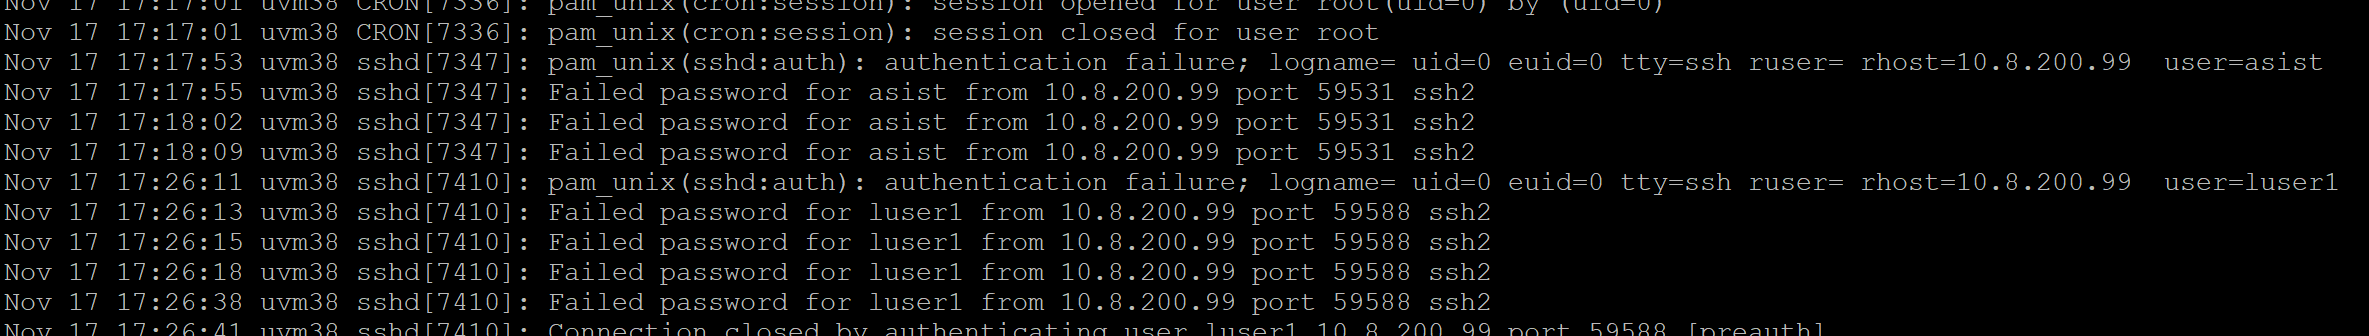 Nov 17 17:17:01 uvm38 CRON[7336]: pam_unix(cron:session): session opened for user root(uid=0) by (uid=0)
Nov 17 17:17:01 uvm38 CRON[7336]: pam_unix(cron:session): session closed for user root
Nov 17 17:17:53 uvm38 sshd[7347]: pam_unix(sshd:auth): authentication failure; logname= uid=0 euid=0 tty=ssh ruser= rhost=10.8.200.99  user=asist
Nov 17 17:17:55 uvm38 sshd[7347]: Failed password for asist from 10.8.200.99 port 59531 ssh2
Nov 17 17:18:02 uvm38 sshd[7347]: Failed password for asist from 10.8.200.99 port 59531 ssh2
Nov 17 17:18:09 uvm38 sshd[7347]: Failed password for asist from 10.8.200.99 port 59531 ssh2
Nov 17 17:26:11 uvm38 sshd[7410]: pam_unix(sshd:auth): authentication failure; logname= uid=0 euid=0 tty=ssh ruser= rhost=10.8.200.99  user=luser1
Nov 17 17:26:13 uvm38 sshd[7410]: Failed password for luser1 from 10.8.200.99 port 59588 ssh2
Nov 17 17:26:15 uvm38 sshd[7410]: Failed password for luser1 from 10.8.200.99 port 59588 ssh2
Nov 17 17:26:18 uvm38 sshd[7410]: Failed password for luser1 from 10.8.200.99 port 59588 ssh2
Nov 17 17:26:38 uvm38 sshd[7410]: Failed password for luser1 from 10.8.200.99 port 59588 ssh2
Nov 17 17:26:41 uvm38 sshd[7410]: Connection closed by authenticating user luser1 10.8.200.99 port 59588 [preauth]